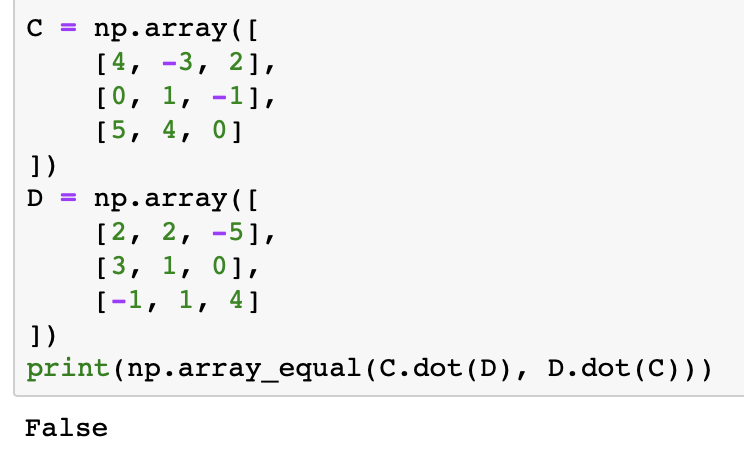 C = np.array([
    [4, -3, 2],
    [0, 1, -1],
    [5, 4, 0]
])
D = np.array([
    [2, 2, -5],
    [3, 1, 0],
    [-1, 1, 4]
])
print(np.array_equal(C.dot(D), D.dot(C)))
False